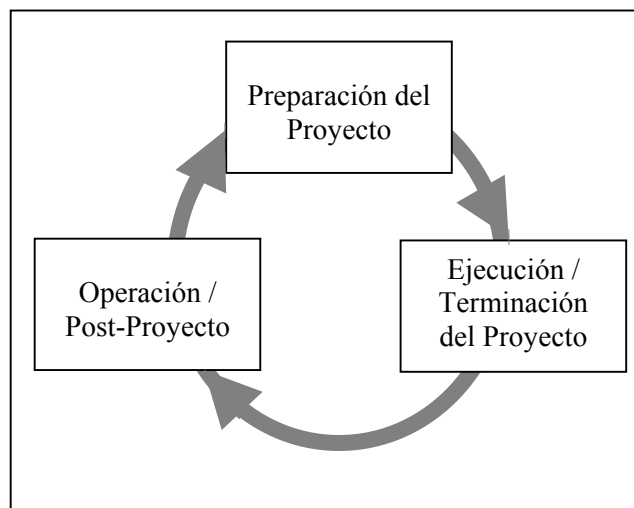 Preparación del
Proyecto
Ejecución /
Terminación
del Proyecto
Operación /
Post-Proyecto